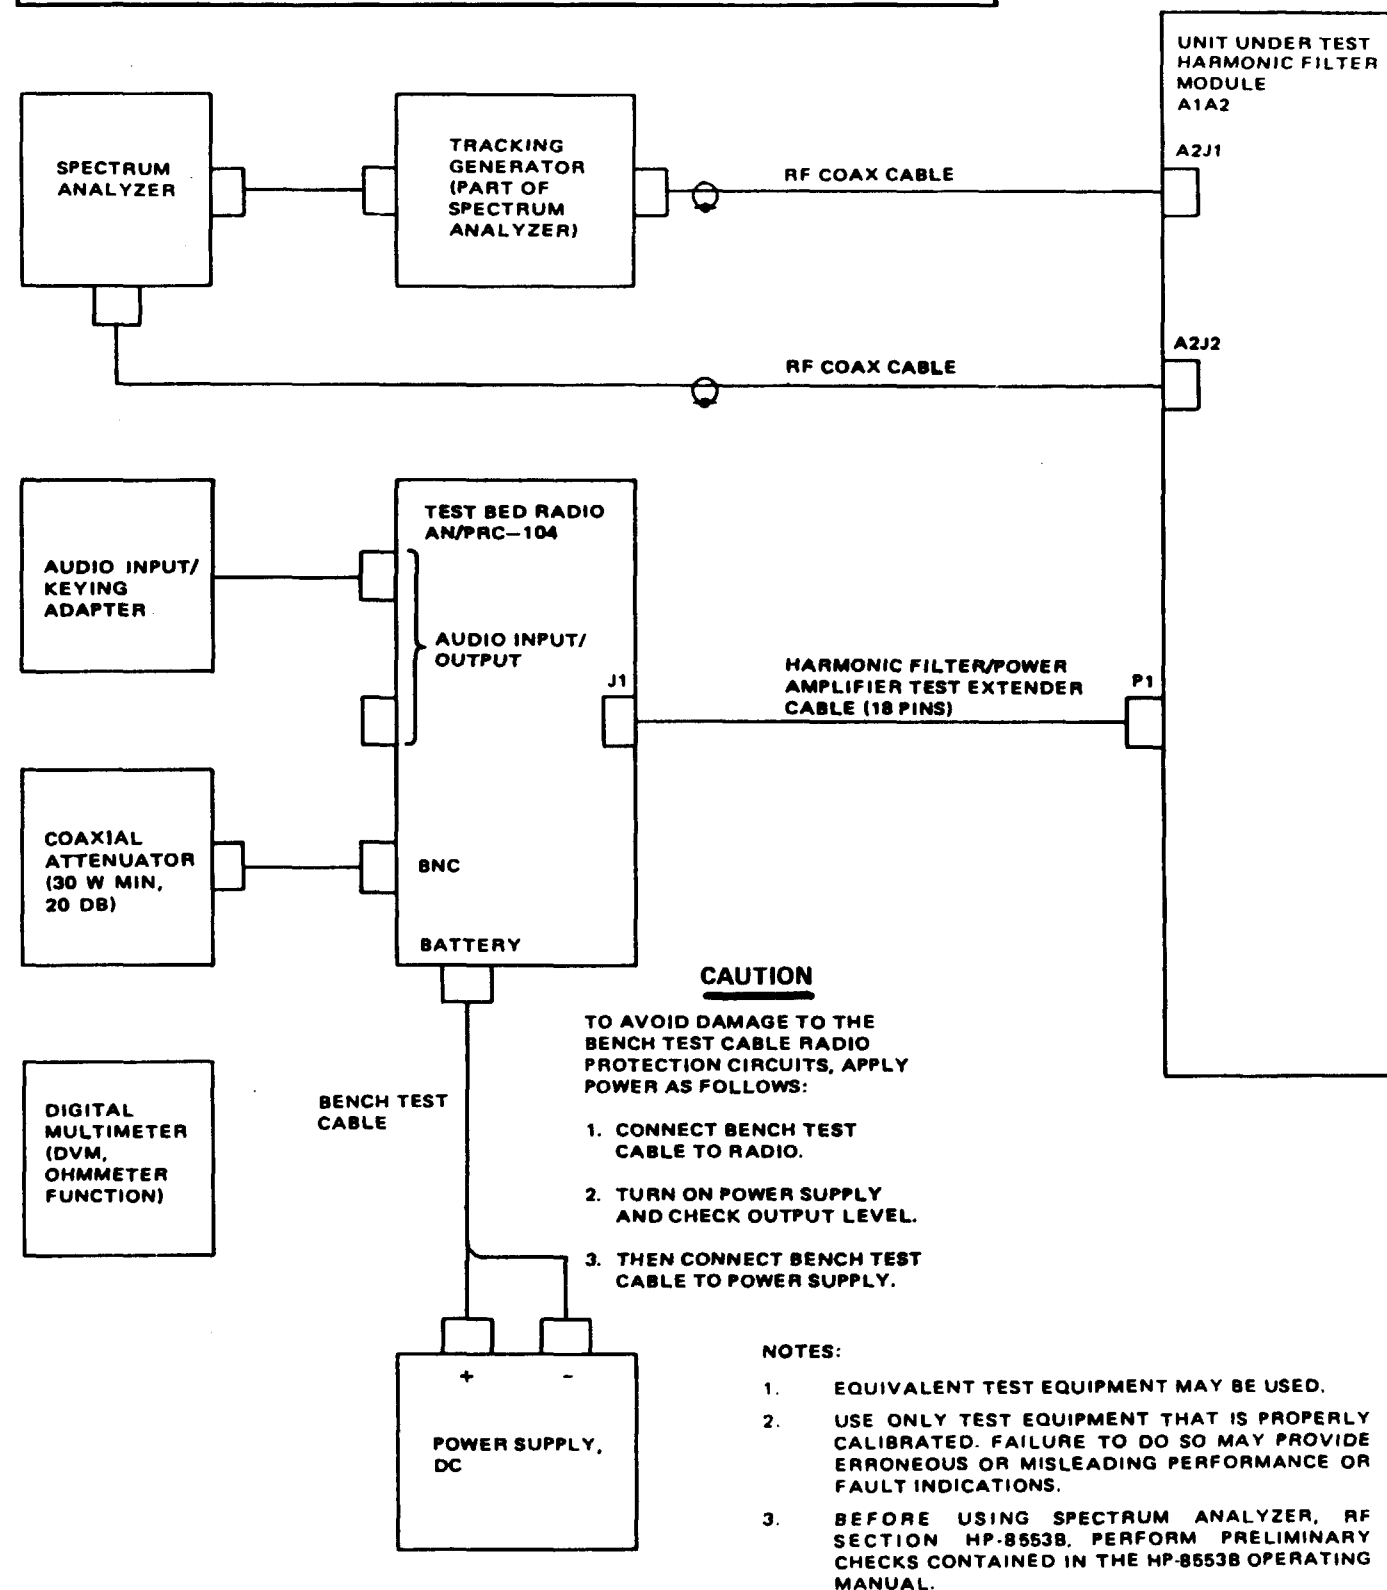 UNIT UNDER TEST
HARMONIC FILTER
MODULE
A1A2
SPECTRUM
ANALYZER
TRACKING
GENERATOR
(PART OF
SPECTRUM
ANALYZER)
RF COAX CABLE
A2J1
RF COAX CABLE
A2J2
AUDIO INPUT/
KEYING
ADAPTER
TEST BED RADIO
AN/PRC-104
AUDIO INPUT/
OUTPUT
J1
HARMONIC FILTER/POWER
AMPLIFIER TEST EXTENDER
CABLE (18 PINS)
P1
COAXIAL
ATTENUATOR
(30 W MIN,
20 DB)
BNC
BATTERY
CAUTION
TO AVOID DAMAGE TO THE
BENCH TEST CABLE RADIO
PROTECTION CIRCUITS, APPLY
POWER AS FOLLOWS:
1. CONNECT BENCH TEST
CABLE TO RADIO.
2. TURN ON POWER SUPPLY
AND CHECK OUTPUT LEVEL.
3. THEN CONNECT BENCH TEST
CABLE TO POWER SUPPLY.
DIGITAL
MULTIMETER
(DVM,
OHMMETER
FUNCTION)
BENCH TEST
CABLE
+ -
POWER SUPPLY,
DC
NOTES:
1. EQUIVALENT TEST EQUIPMENT MAY BE USED.
2. USE ONLY TEST EQUIPMENT THAT IS PROPERLY
CALIBRATED. FAILURE TO DO SO MAY PROVIDE
ERRONEOUS OR MISLEADING PERFORMANCE OR
FAULT INDICATIONS.
3. BEFORE USING SPECTRUM ANALYZER, RF
SECTION HP-8553B, PERFORM PRELIMINARY
CHECKS CONTAINED IN THE HP-8553B OPERATING
MANUAL.